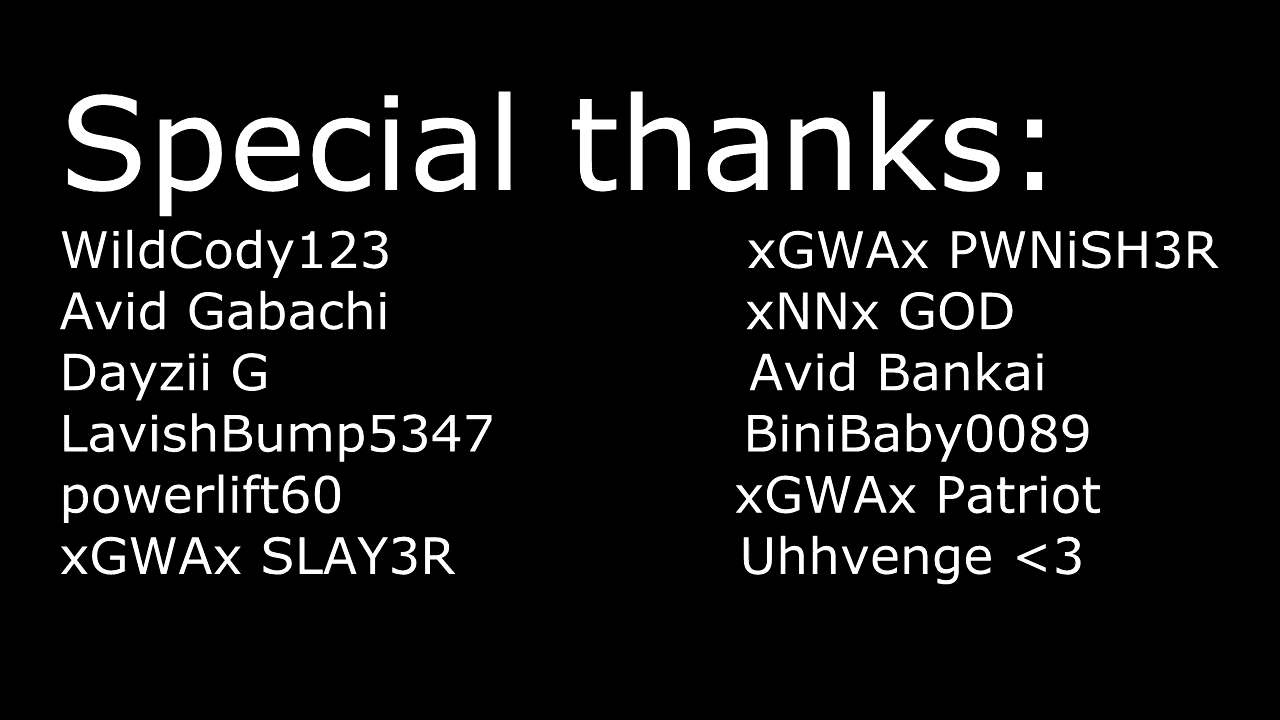 Special thanks:
WildCody123 xGWAx PWNiSH3R
Avid Gabachi xNNx GOD
Dayzii G Avid Bankai
LavishBump5347 BiniBaby0089
powerlift60 xGWAx Patriot
xGWAx SLAY3R Uhhvenge <3